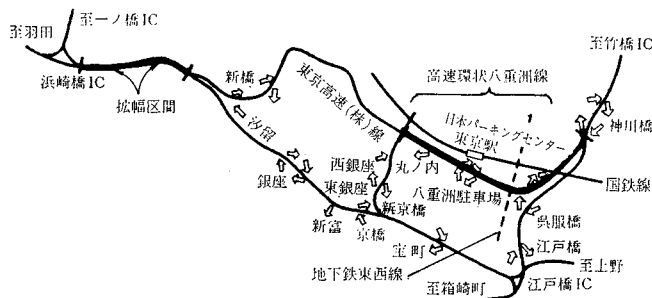 至一ノ橋IC
至羽田
浜崎橋IC
拡幅区間
新橋
汐留
東京高速(株)線
高速環状八重洲線
至竹橋IC
神川橋
日本パーキングセンター
東京駅
丸ノ内
八重洲駐車場
国鉄線
西銀座
東銀座
銀座
新富
京橋
新京橋
宝町
呉服橋
江戸橋
至上野
江戸橋IC
至箱崎町
地下鉄東西線